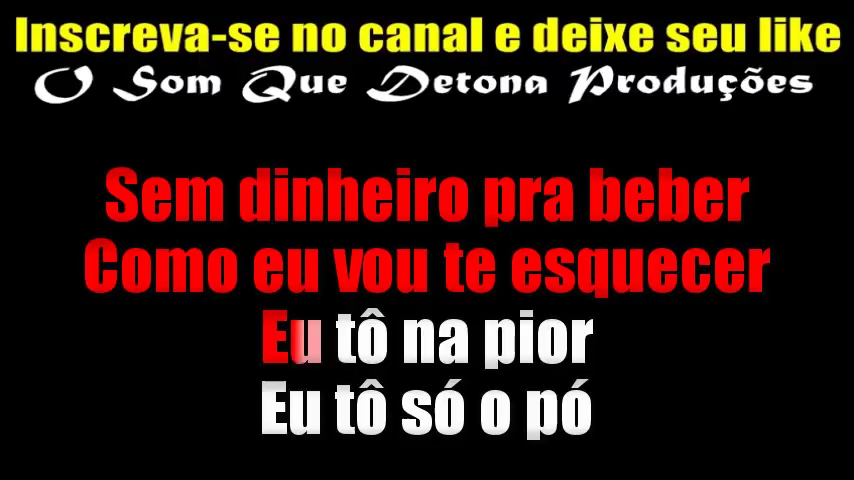 Inscreva-se no canal e deixe seu like
O Som Que Detona Produções
Sem dinheiro pra beber
Como eu vou te esquecer
Eu tô na pior
Eu tô só o pó